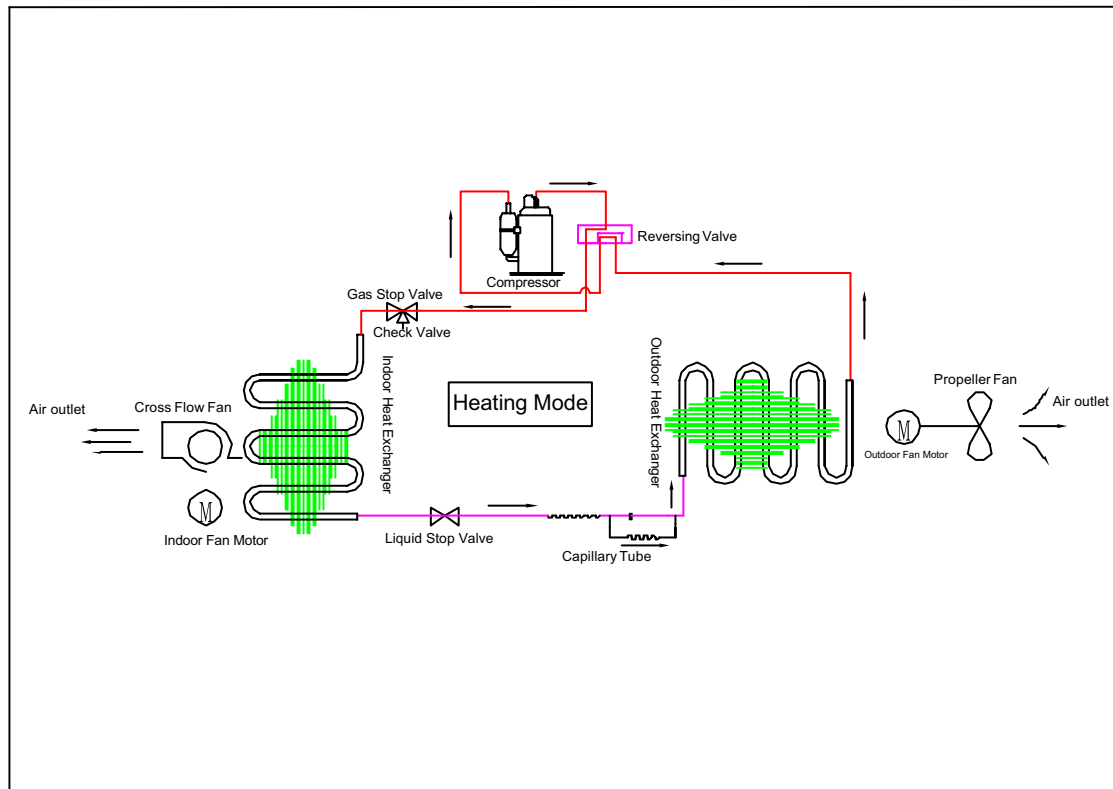 Reversing Valve
Compressor
Gas Stop Valve
Check Valve
Indoor Heat Exchanger
Outdoor Heat Exchanger
Heating Mode
Propeller Fan
Air outlet
Cross Flow Fan
Air outlet
M
Outdoor Fan Motor
M
Indoor Fan Motor
Liquid Stop Valve
Capillary Tube